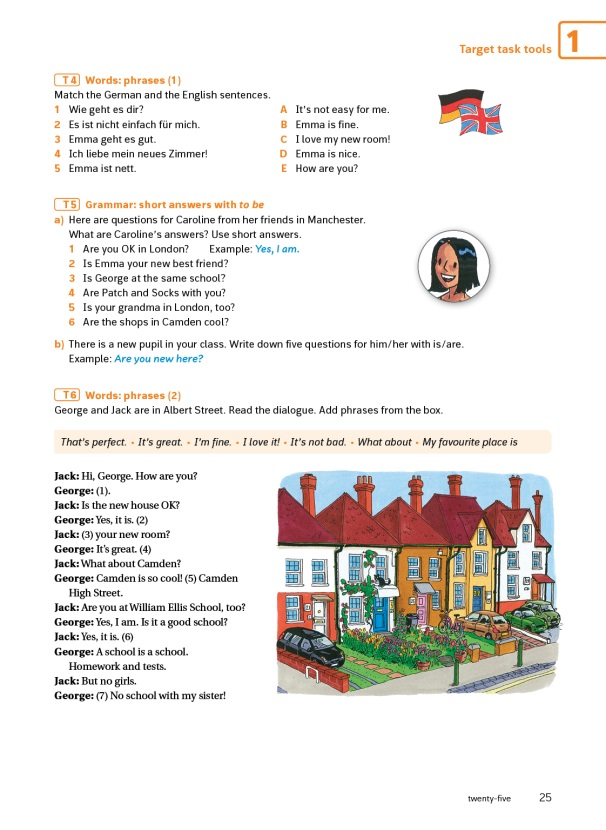 Target task tools 1
T4 Words: phrases (1)
Match the German and the English sentences.
1 Wie geht es dir? A It's not easy for me.
2 Es ist nicht einfach für mich. B Emma is fine.
3 Emma geht es gut. C I love my new room!
4 Ich liebe mein neues Zimmer! D Emma is nice.
5 Emma ist nett. E How are you?
T5 Grammar: short answers with to be
a) Here are questions for Caroline from her friends in Manchester.
What are Caroline's answers? Use short answers.
1 Are you OK in London? Example: Yes, I am.
2 Is Emma your new best friend?
3 Is George at the same school?
4 Are Patch and Socks with you?
5 Is your grandma in London, too?
6 Are the shops in Camden cool?
b) There is a new pupil in your class. Write down five questions for him/her with is/are.
Example: Are you new here?
T6 Words: phrases (2)
George and Jack are in Albert Street. Read the dialogue. Add phrases from the box.
That's perfect. • It's great. • I'm fine. • I love it! • It's not bad. • What about • My favourite place is
Jack: Hi, George. How are you?
George: (1).
Jack: Is the new house OK?
George: Yes, it is. (2)
Jack: (3) your new room?
George: It's great. (4)
Jack: What about Camden?
George: Camden is so cool! (5) Camden
High Street.
Jack: Are you at William Ellis School, too?
George: Yes, I am. Is it a good school?
Jack: Yes, it is. (6)
George: A school is a school.
Homework and tests.
Jack: But no girls.
George: (7) No school with my sister!
twenty-five 25